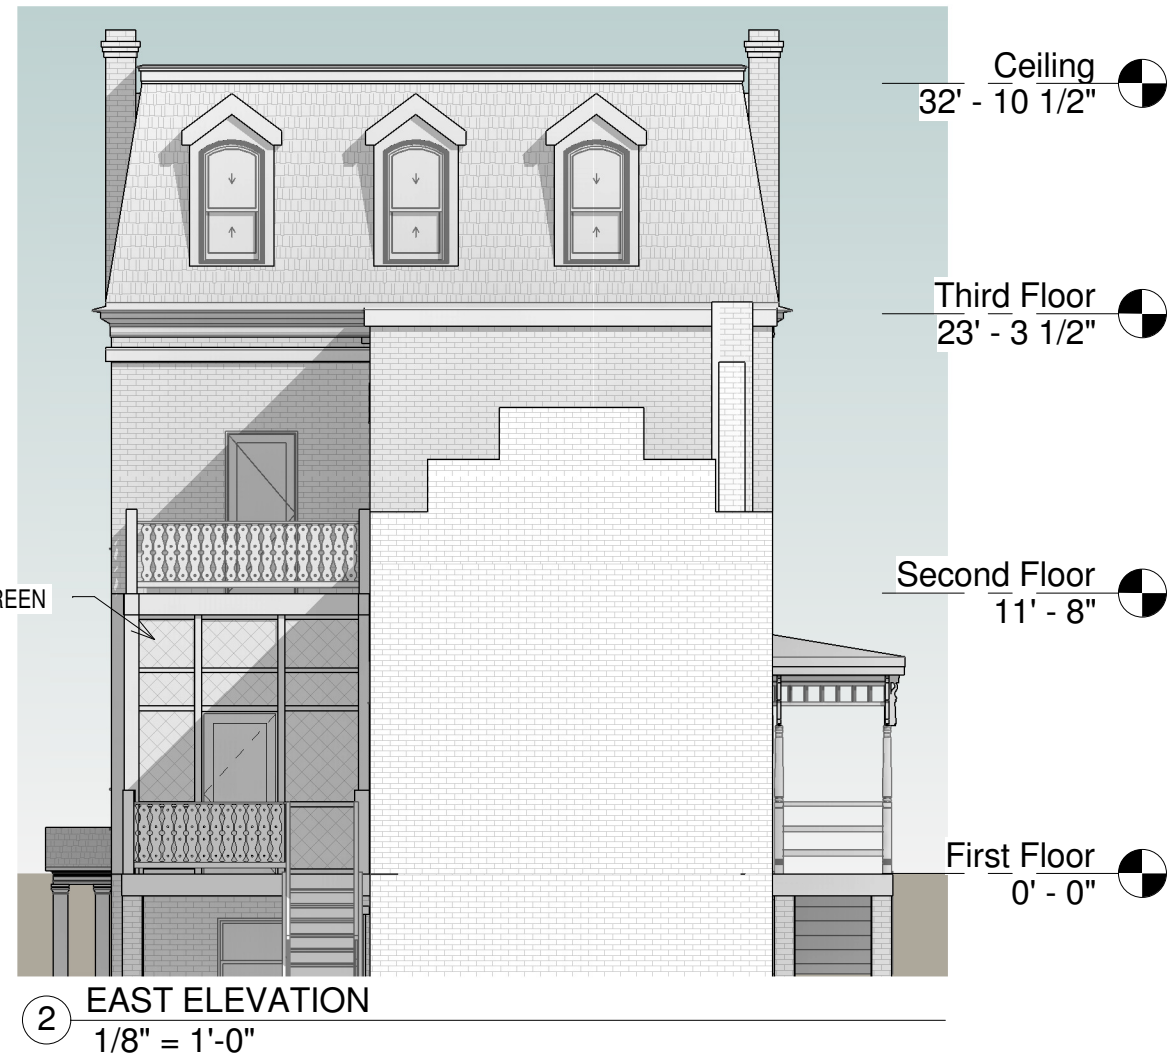 Ceiling
32' - 10 1/2"
Third Floor
23' - 3 1/2"
Second Floor
11' - 8"
REEN
First Floor
0' - 0"
2 EAST ELEVATION
1/8" = 1'-0"